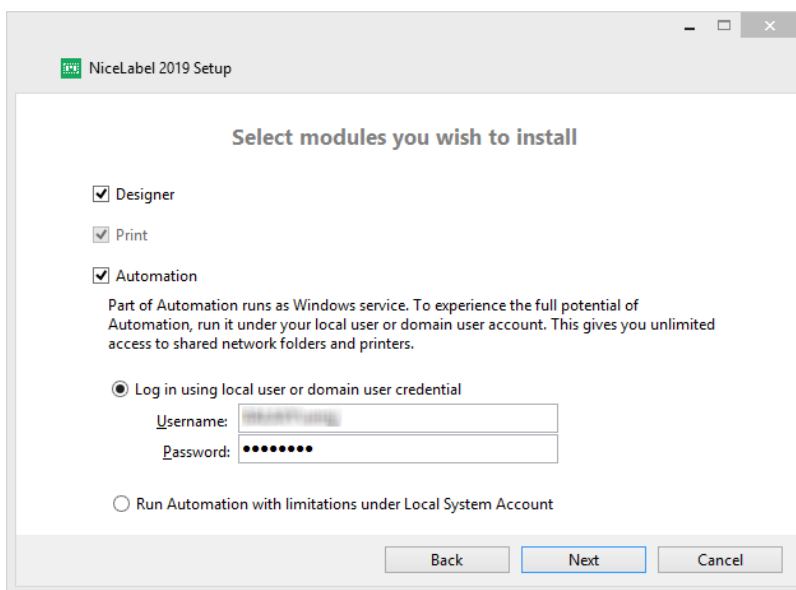 NiceLabel 2019 Setup
Select modules you wish to install
Designer
Print
Automation
Part of Automation runs as Windows service. To experience the full potential of
Automation, run it under your local user or domain user account. This gives you unlimited
access to shared network folders and printers.
Log in using local user or domain user credential
Username:
Password: ●●●●●●●●
Run Automation with limitations under Local System Account
Back Next Cancel